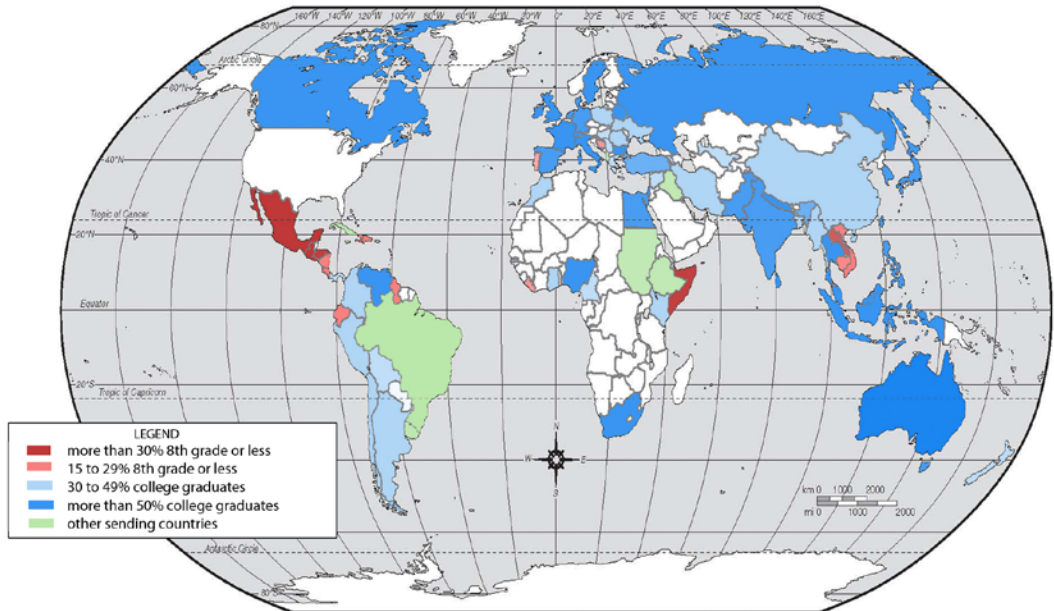 160°W 140°W 120°W 100°W 80°W 60°W 40°W 20°W 0° 20°E 40°E 60°E 80°E 100°E 120°E 140°E 160°E
80°N
Arctic Circle
60°N
40°N
Tropic of Cancer
20°N
Equator
20°S
Tropic of Capricorn
LEGEND
more than 30% 8th grade or less
15 to 29% 8th grade or less
30 to 49% college graduates
more than 50% college graduates
other sending countries
N
W E
S
km 0 1000 2000
mi 0 1000 2000
Antarctic Circle
80°S